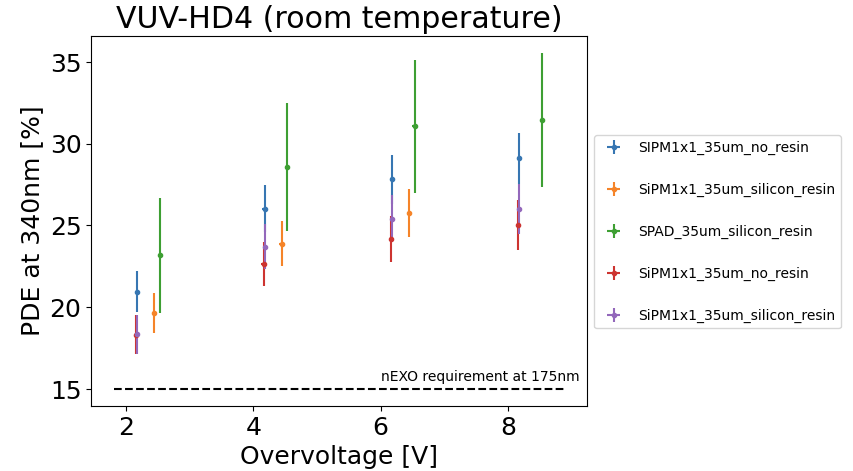 VUV-HD4 (room temperature)
PDE at 340nm [%]
35
30
25
20
15
nEXO requirement at 175nm
2
4
6
8
Overvoltage [V]
SIPM1x1_35um_no_resin
SiPM1x1_35um_silicon_resin
SPAD_35um_silicon_resin
SiPM1x1_35um_no_resin
SiPM1x1_35um_silicon_resin